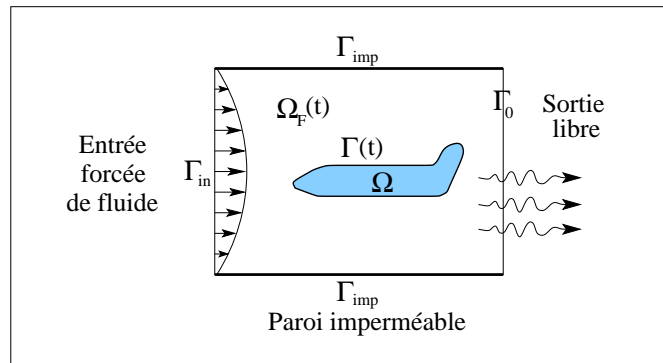 Γimp
Γ0
Sortie
libre
ΩF(t)
Γ(t)
Entrée
forcée
de fluide
Γin
Ω
Γimp
Paroi imperméable